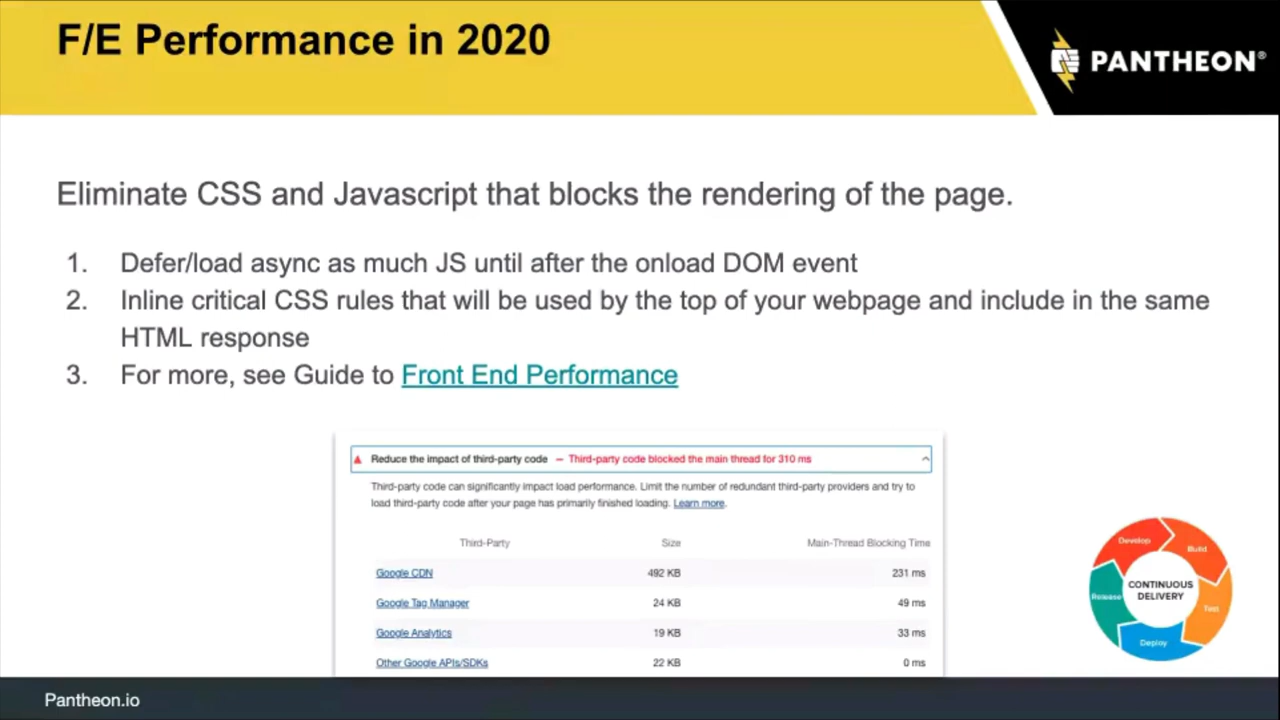 F/E Performance in 2020
PANTHEON®
Eliminate CSS and Javascript that blocks the rendering of the page.
1. Defer/load async as much JS until after the onload DOM event
2. Inline critical CSS rules that will be used by the top of your webpage and include in the same
HTML response
3. For more, see Guide to Front End Performance
Reduce the impact of third-party code — Third-party code blocked the main thread for 310 ms
Third-party code can significantly impact load performance. Limit the number of redundant third-party providers and try to
load third-party code after your page has primarily finished loading. Learn more.
Third-Party Size Main-Thread Blocking Time
Google CDN 492 KB 231 ms
Google Tag Manager 24 KB 49 ms
Google Analytics 19 KB 33 ms
Other Google APIs/SDKs 22 KB 0 ms
Develop
Build
Test
Deploy
Release
CONTINUOUS
DELIVERY
Pantheon.io